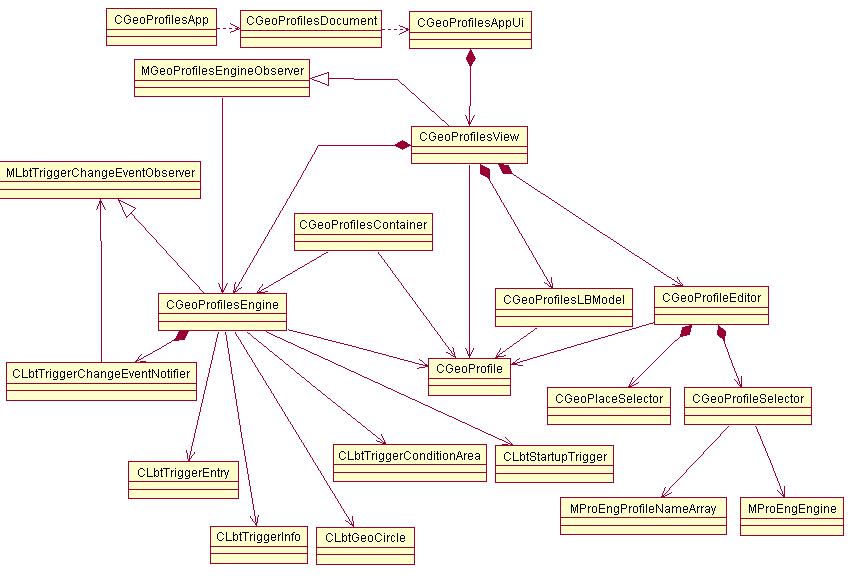 CGeoProfilesApp
CGeoProfilesDocument
CGeoProfilesAppUi
MGeoProfilesEngineObserver
CGeoProfilesView
MLbtTriggerChangeEventObserver
CGeoProfilesContainer
CGeoProfilesEngine
CGeoProfilesLBModel
CGeoProfileEditor
CLbtTriggerChangeEventNotifier
CGeoProfile
CGeoPlaceSelector
CGeoProfileSelector
CLbtTriggerEntry
CLbtTriggerConditionArea
CLbtStartupTrigger
MProEngProfileNameArray
MProEngEngine
CLbtTriggerInfo
CLbtGeoCircle